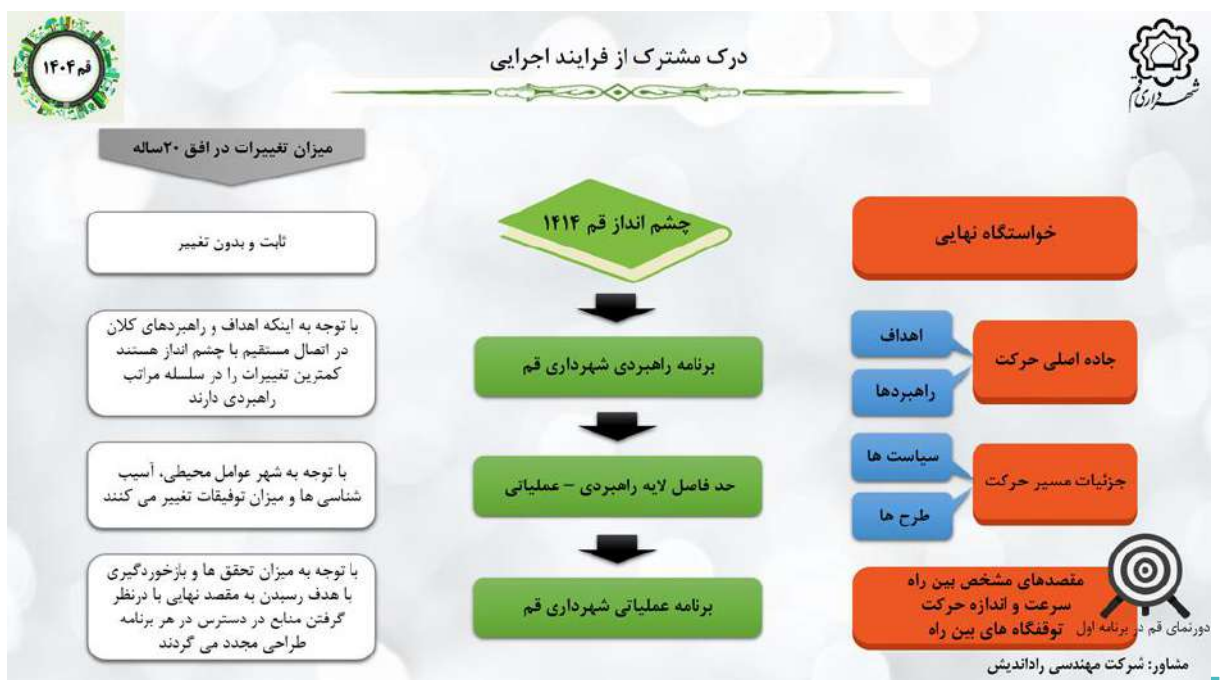 درک مشترک از فرایند اجرایی
شهرداری قم
قم ۱۴۰۴
میزان تغییرات در افق ۲۰ساله
خواستگاه نهایی
چشم انداز قم ۱۴۱۴
ثابت و بدون تغییر
جاده اصلی حرکت
اهداف
راهبردها
برنامه راهبردی شهرداری قم
با توجه به اینکه اهداف و راهبردهای کلان
در اتصال مستقیم با چشم انداز هستند
کمترین تغییرات را در سلسله مراتب
راهبردی دارند
جزئیات مسیر حرکت
سیاست ها
طرح ها
حد فاصل لایه راهبردی – عملیاتی
با توجه به شهر عوامل محیطی، آسیب
شناسی ها و میزان توفیقات تغییر می کنند
مقصدهای مشخص بین راه
سرعت و اندازه حرکت
توقفگاه های بین راه
دورنمای قم در برنامه اول
برنامه عملیاتی شهرداری قم
با توجه به میزان تحقق ها و بازخوردگیری
با هدف رسیدن به مقصد نهایی با درنظر
گرفتن منابع در دسترس در هر برنامه
طراحی مجدد می گردند
مشاور: شرکت مهندسی راداندیش